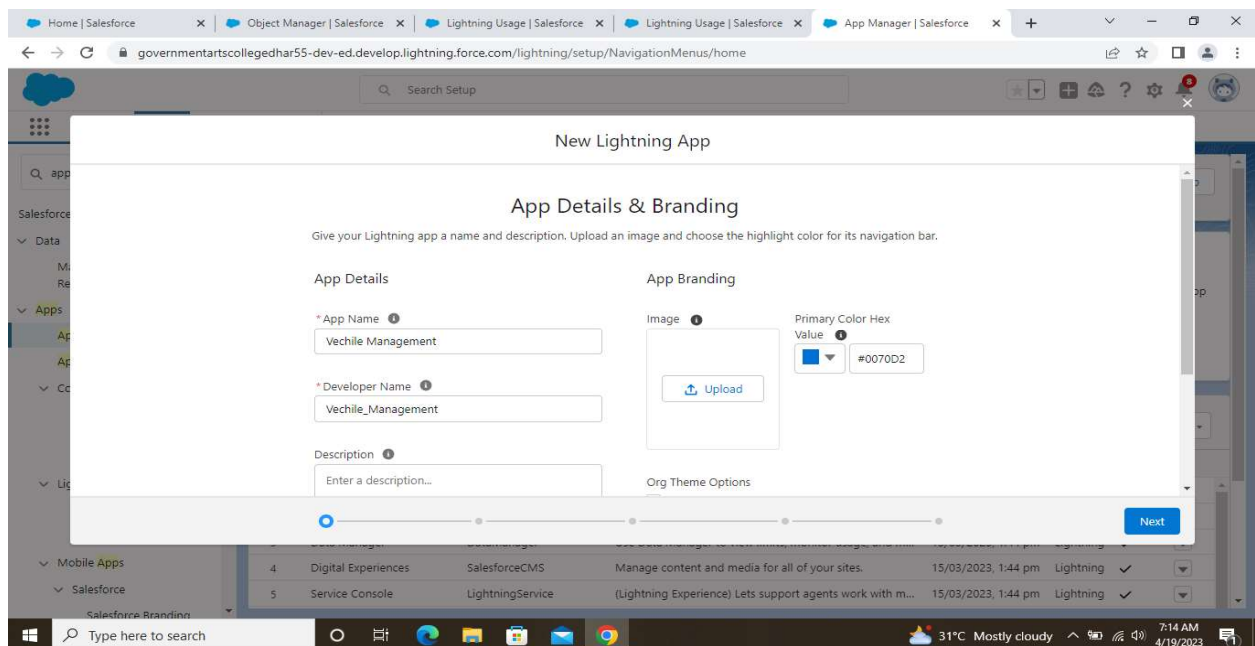 Home | Salesforce
Object Manager | Salesforce
Lightning Usage | Salesforce
Lightning Usage | Salesforce
App Manager | Salesforce
governmentartscollegedhar55-dev-ed.develop.lightning.force.com/lightning/setup/NavigationMenus/home
Search Setup
8
New Lightning App
app
Salesforce
Data
Apps
Mobile Apps
Salesforce
Salesforce Branding
App Details & Branding
Give your Lightning app a name and description. Upload an image and choose the highlight color for its navigation bar.
App Details
App Branding
*App Name
Vechile Management
Image
Primary Color Hex
Value
#0070D2
Upload
*Developer Name
Vechile_Management
Description
Enter a description...
Org Theme Options
Next
4 Digital Experiences SalesforceCMS Manage content and media for all of your sites. 15/03/2023, 1:44 pm Lightning
5 Service Console LightningService (Lightning Experience) Lets support agents work with m... 15/03/2023, 1:44 pm Lightning
Type here to search
31°C Mostly cloudy
7:14 AM
4/19/2023